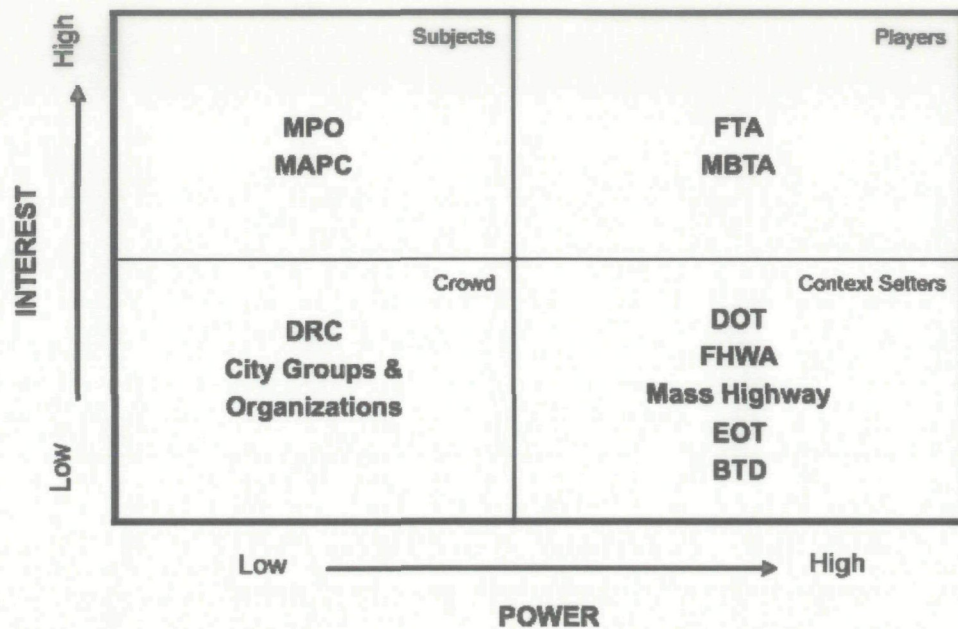 High
INTEREST
Low
Subjects
MPO
MAPC
Players
FTA
MBTA
Crowd
DRC
City Groups &
Organizations
Context Setters
DOT
FHWA
Mass Highway
EOT
BTD
Low
High
POWER